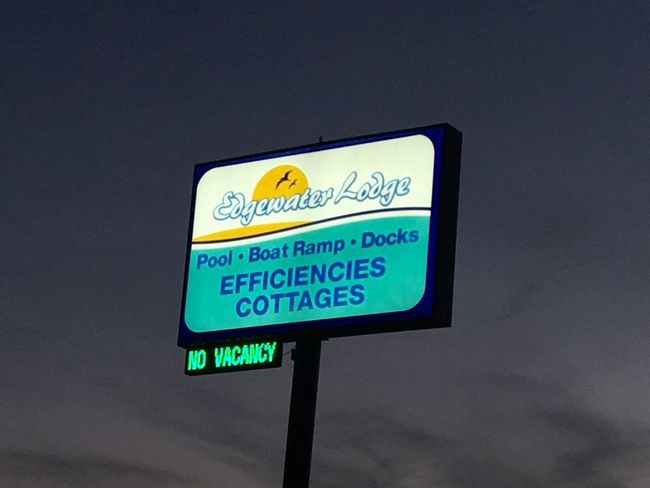 Edgewater Lodge
Pool • Boat Ramp • Docks
EFFICIENCIES
COTTAGES
NO VACANCY